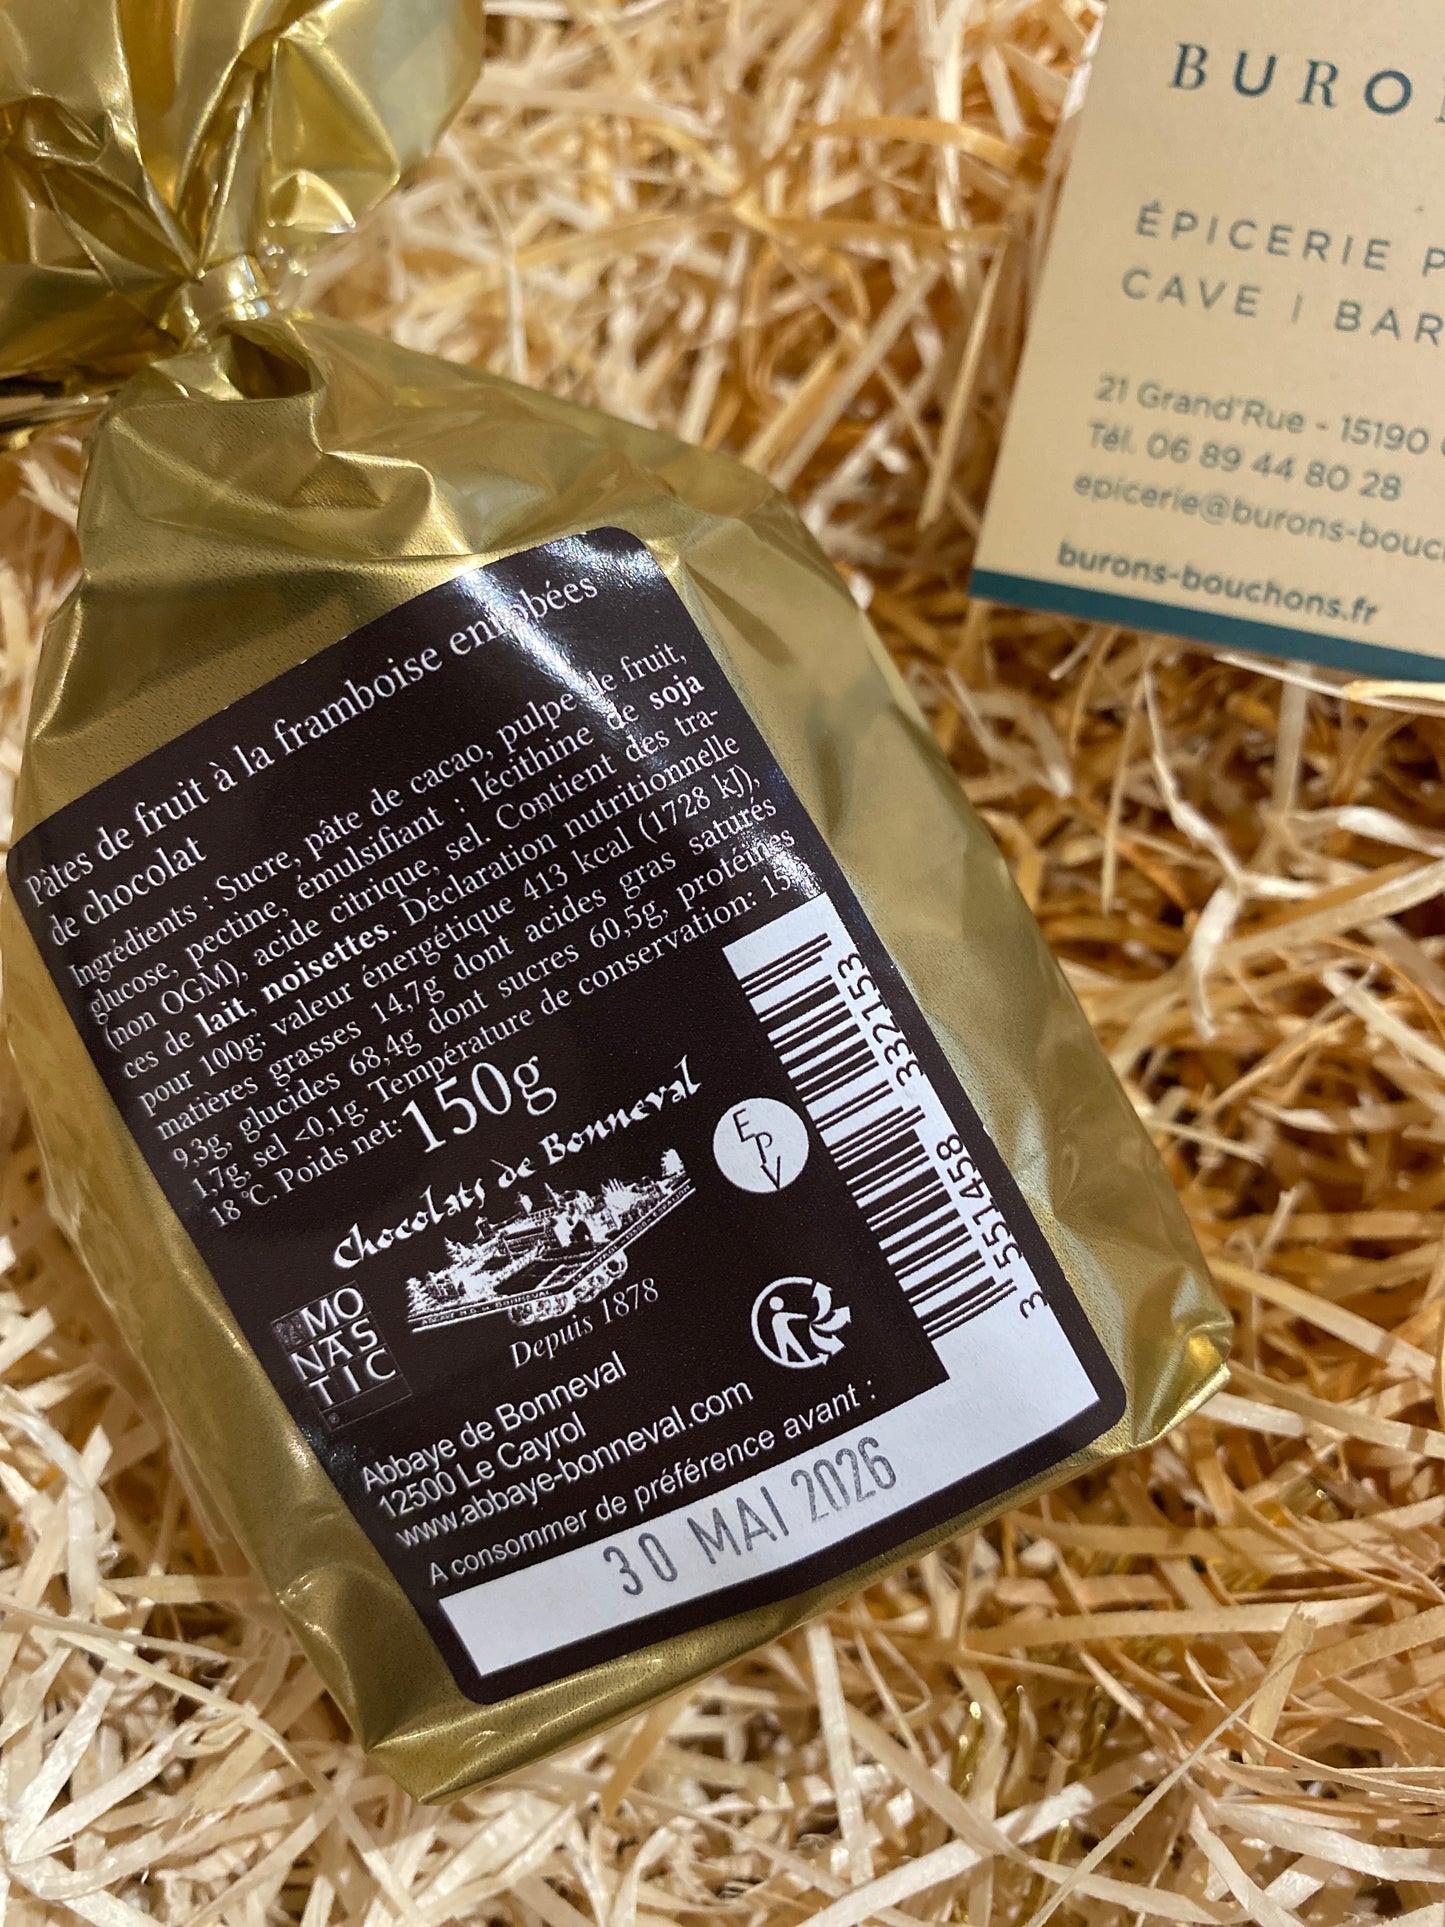 BURO
ÉPICERIE P
CAVE | BAR
21 Grand'Rue - 15190
Tél. 06 89 44 80 28
epicerie@burons-bouc
burons-bouchons.fr
Pâtes de fruit à la framboise enrobées
de chocolat
Ingrédients : Sucre, pâte de cacao, pulpe de fruit,
glucose, pectine, émulsifiant : lécithine de soja
(non OGM), acide citrique, sel. Contient des tra-
ces de lait, noisettes. Déclaration nutritionnelle
pour 100g: valeur énergétique 413 kcal (1728 kJ),
matières grasses 14,7g dont acides gras saturés
9,3g, glucides 68,4g dont sucres 60,5g, protéines
1,7g, sel <0,1g. Température de conservation: 15 à
18 °C. Poids net: 150g
Chocolats de Bonneval
Depuis 1878
EPV
MO
NAS
TIC
Abbaye de Bonneval
12500 Le Cayrol
www.abbaye-bonneval.com
A consommer de préférence avant :
30 MAI 2026
3 551458 332153